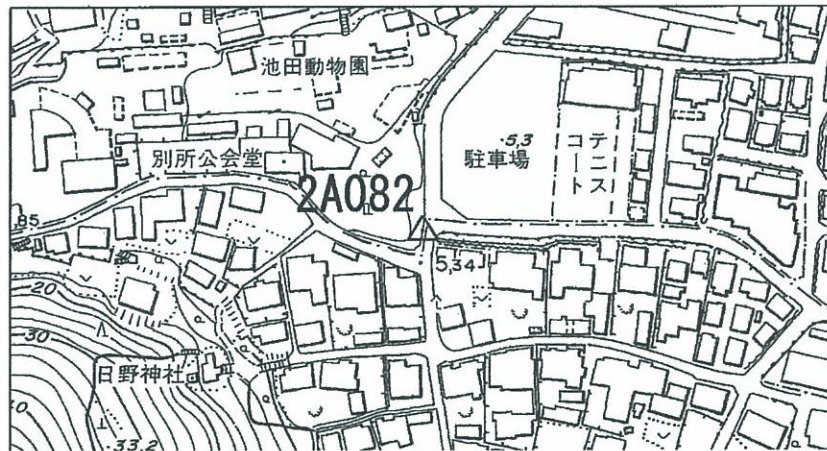 池田動物園
別所公会堂
・5,3
駐車場
テニス
コート
2A082
85
5,34
20
30
日野神社
・33.2